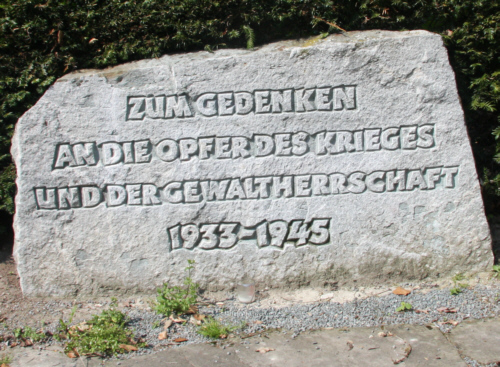 ZUM GEDENKEN
AN DIE OPFER DES KRIEGES
UND DER GEWALTHERRSCHAFT
1933-1945